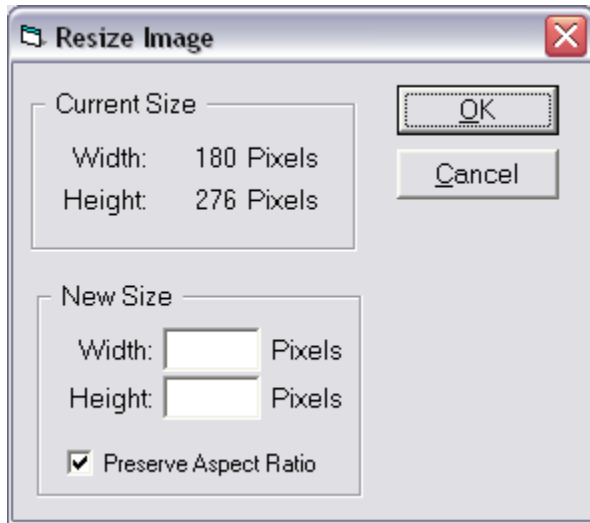 Resize Image
Current Size
OK
Width: 180 Pixels
Cancel
Height: 276 Pixels
New Size
Width: Pixels
Height: Pixels
Preserve Aspect Ratio